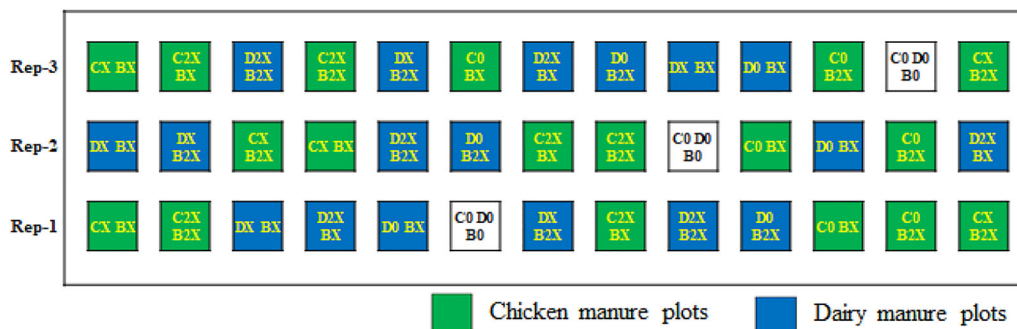 Rep-3
CX BX
C2X
BX
D2X
B2X
C2X
B2X
DX
B2X
C0
BX
D2X
BX
D0
B2X
DX BX
D0 BX
C0
B2X
C0 D0
B0
CX
B2X
Rep-2
DX BX
DX
B2X
CX
B2X
CX BX
D2X
B2X
D0
B2X
C2X
BX
C2X
B2X
C0 D0
B0
C0 BX
D0 BX
C0
B2X
D2X
BX
Rep-1
CX BX
C2X
B2X
DX BX
D2X
BX
D0 BX
C0 D0
B0
DX
B2X
C2X
BX
D2X
B2X
D0
B2X
C0 BX
C0
B2X
CX
B2X
Chicken manure plots
Dairy manure plots